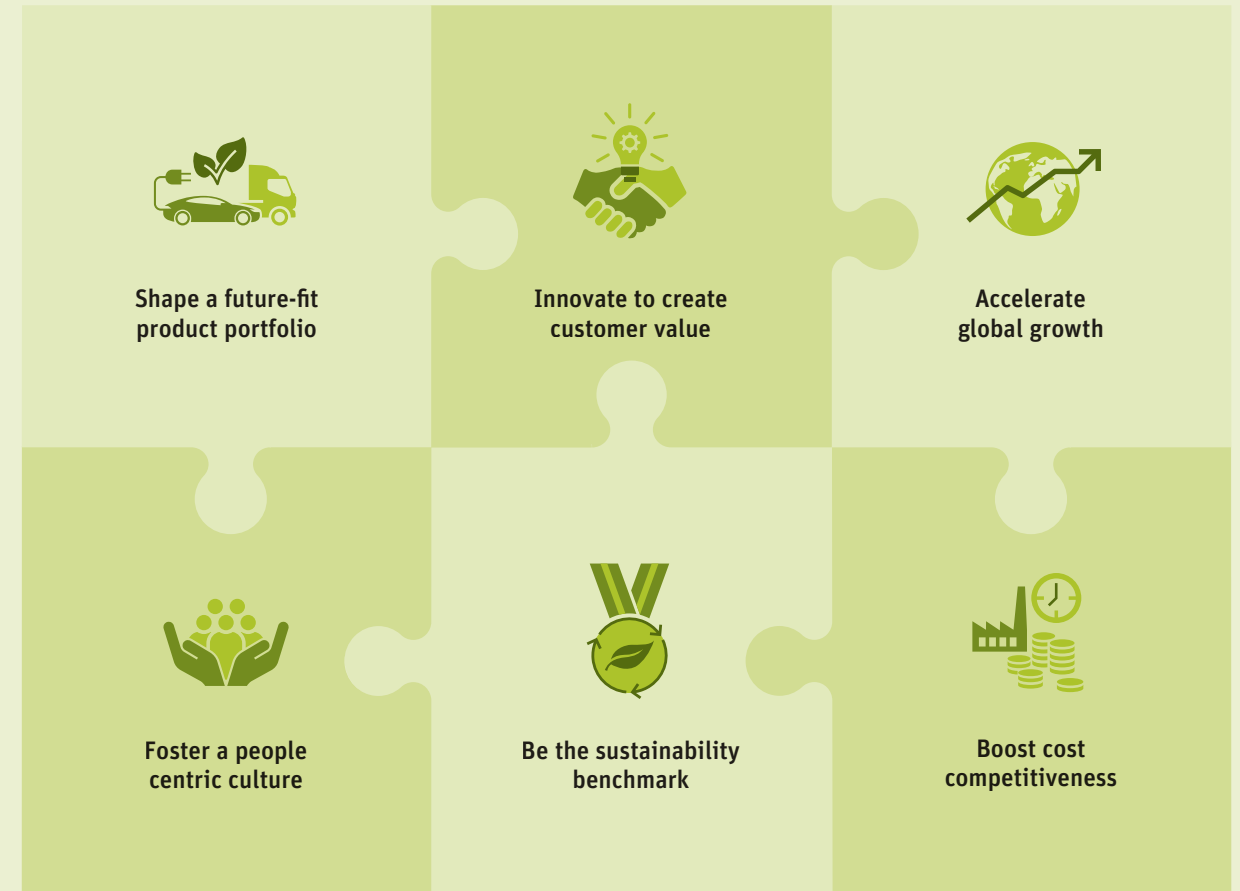 Shape a future-fit
product portfolio
Innovate to create
customer value
Accelerate
global growth
Foster a people
centric culture
Be the sustainability
benchmark
Boost cost
competitiveness